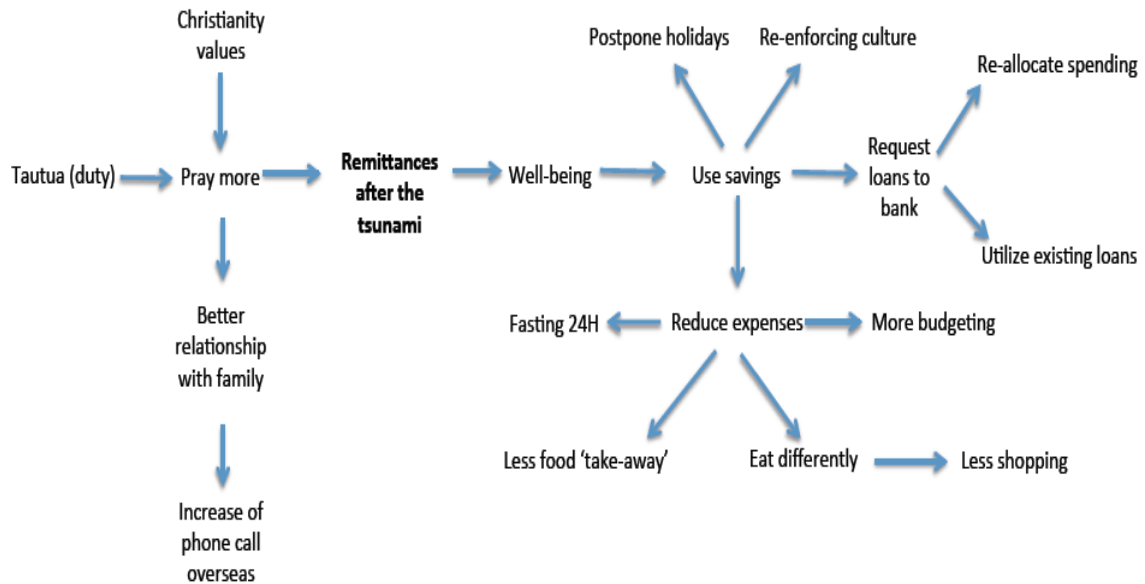 Christianity
values
Postpone holidays
Re-enforcing culture
Re-allocate spending
Tautua (duty)
Pray more
Remittances
after the
tsunami
Well-being
Use savings
Request
loans to
bank
Utilize existing loans
Better
relationship
with family
Fasting 24H
Reduce expenses
More budgeting
Less food ‘take-away’
Eat differently
Less shopping
Increase of
phone call
overseas